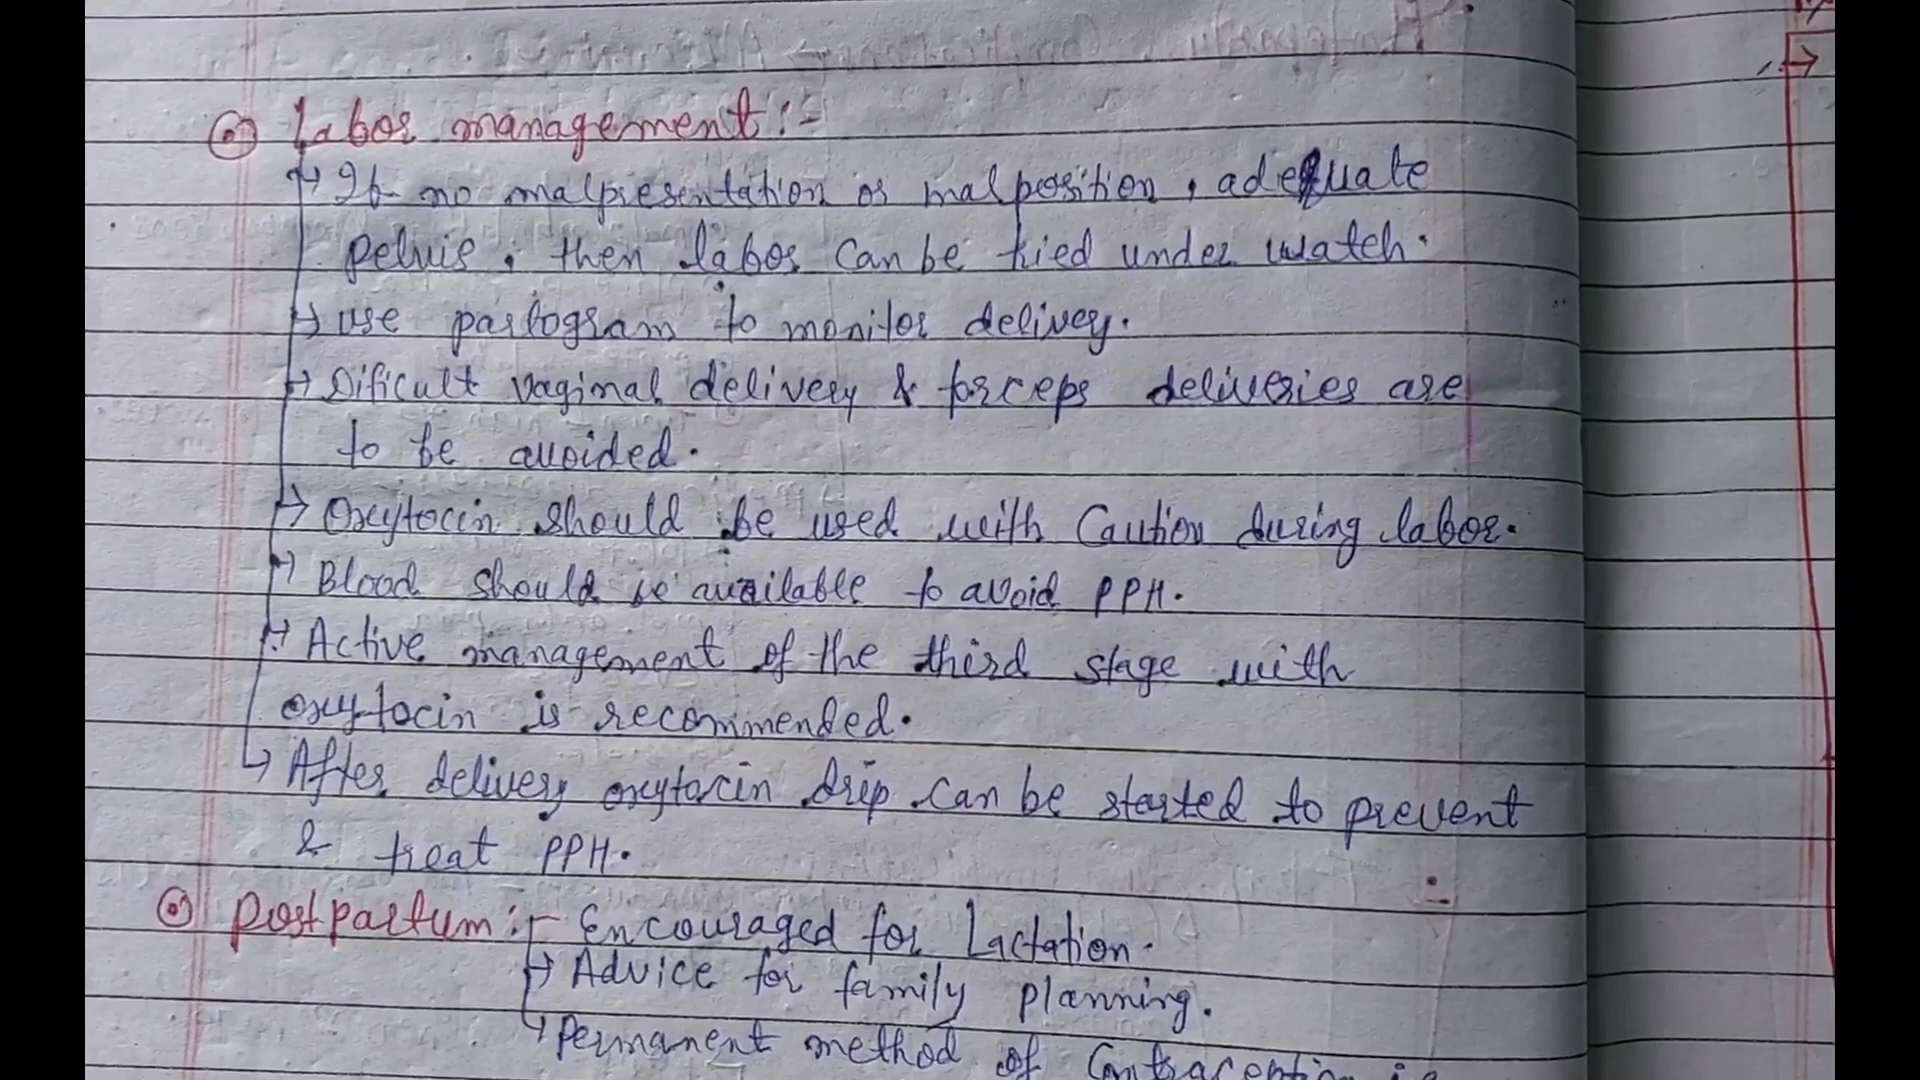 Labor management :-
→ If no malpresentation or malposition, adequate
pelvis, then labor can be tried under watch.
→ use partogram to monitor delivery.
→ Dificult vaginal delivery & forceps deliveries are
to be avoided.
→ Oxytocin should be used with Caution during labor.
→ Blood should be available to avoid PPH.
→ Active management of the third stage with
oxytocin is recommended.
↳ After delivery oxytocin drip can be started to prevent
& treat PPH.
Postpartum :- Encouraged for Lactation.
→ Advice for family planning.
↳ Permanent method of Contraception is